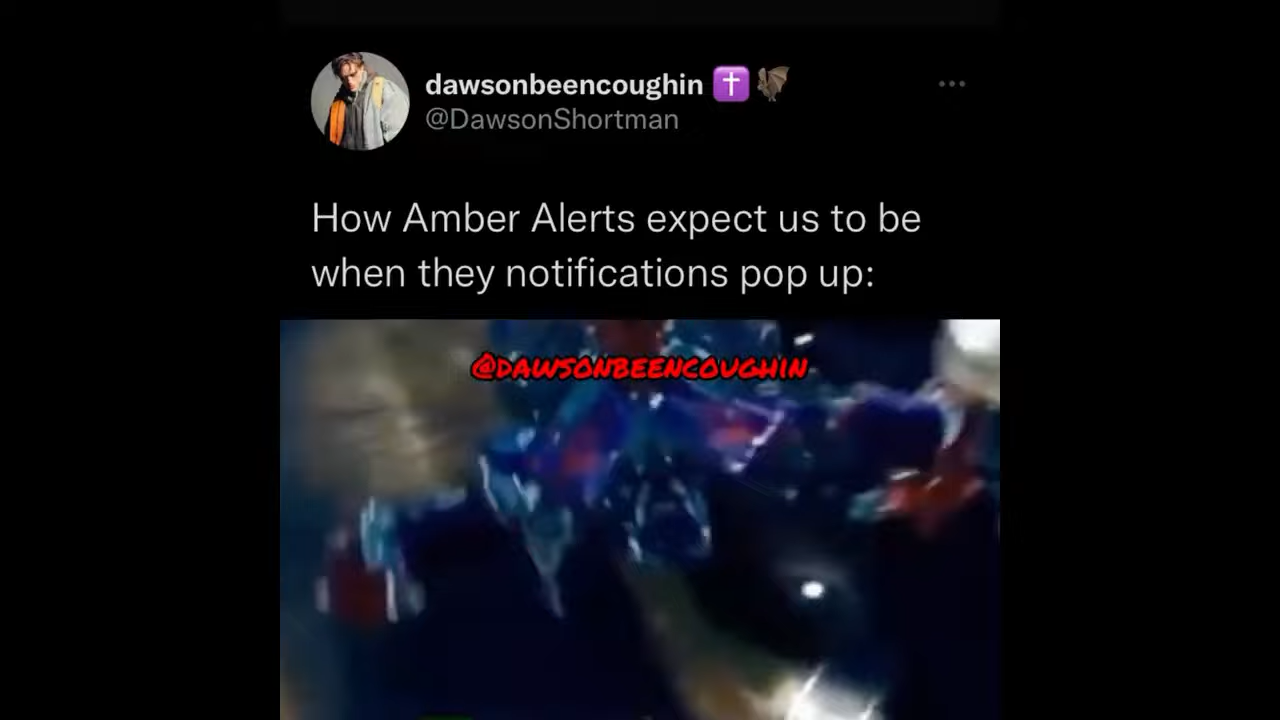 dawsonbeencoughin
@DawsonShortman
How Amber Alerts expect us to be
when they notifications pop up:
@DAWSONBEENCOUGHIN